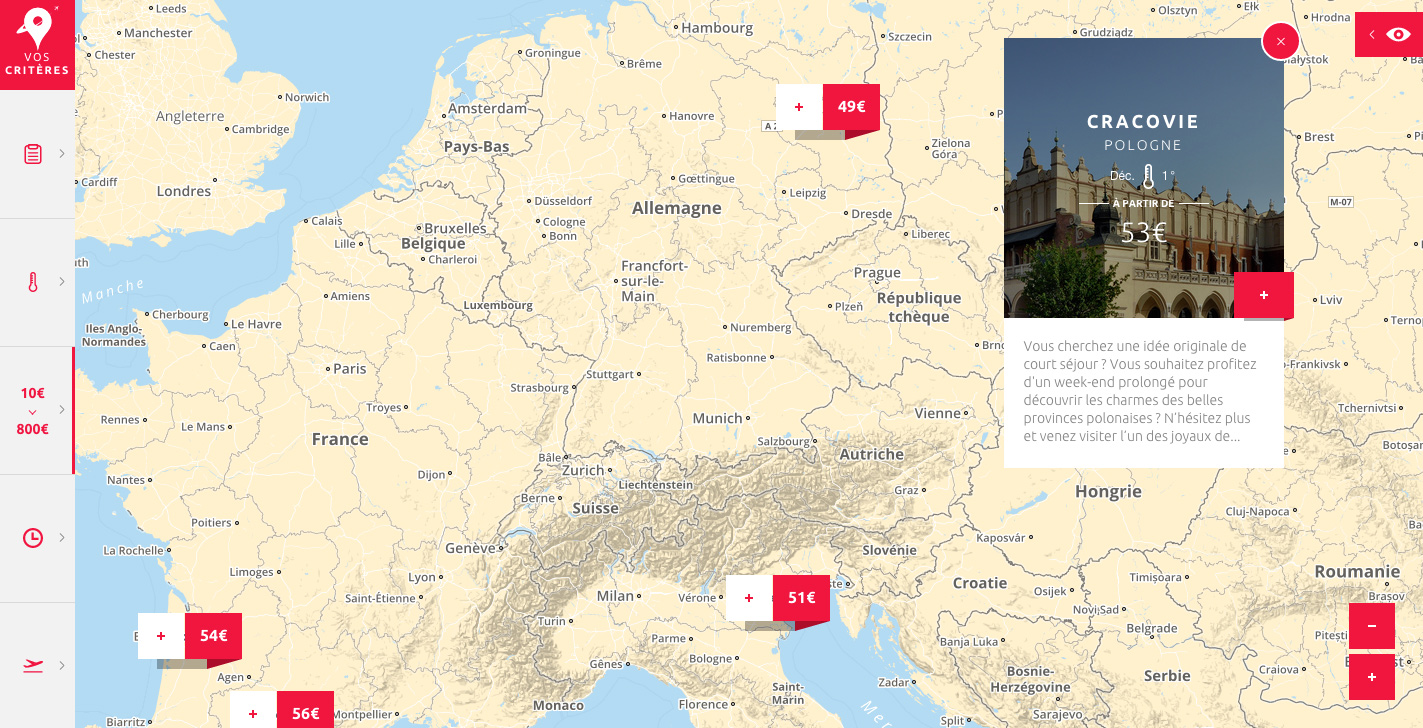 VOS
CRITÈRES
10€
800€
Leeds
Manchester
Chester
Norwich
Angleterre
Cambridge
Cardiff
Londres
Manche
Iles Anglo-
Normandes
Cherbourg
Le Havre
Caen
Amiens
Calais
Lille
Rennes
Le Mans
Paris
Troyes
France
Nantes
Dijon
Poitiers
La Rochelle
Limoges
Lyon
Saint-Étienne
Genève
54€
Agen
56€
Montpellier
Biarritz
Groningue
Amsterdam
Pays-Bas
Bruxelles
Belgique
Charleroi
Luxembourg
Düsseldorf
Cologne
Bonn
Francfort-
sur-le-
Main
Hambourg
Brême
Hanovre
Gœttingue
Allemagne
Leipzig
Dresde
49€
Szczecin
Zielona
Góra
Liberec
Prague
Plzeň
République
tchèque
Nuremberg
Ratisbonne
Stuttgart
Strasbourg
Munich
Salzbourg
Vienne
Autriche
Graz
Bâle
Zurich
Liechtenstein
Berne
Suisse
Slovénie
Milan
Vérone
51€
Turin
Parme
Gênes
Bologne
Monaco
Florence
Saint-
Marin
Zadar
Split
Mer
Croatie
Banja Luka
Bosnie-
Herzégovine
Sarajevo
Osijek
Novi Sad
Belgrade
Serbie
Kaposvár
Hongrie
Timișoara
Cluj-Napoca
Roumanie
Brașov
Craiova
Olsztyn
Ełk
Grudziądz
Hrodna
Brest
M-07
Lviv
Tchernivtsi
CRACOVIE
POLOGNE
Déc. 1°
À PARTIR DE
53€
Vous cherchez une idée originale de
court séjour ? Vous souhaitez profitez
d'un week-end prolongé pour
découvrir les charmes des belles
provinces polonaises ? N'hésitez plus
et venez visiter l'un des joyaux de...